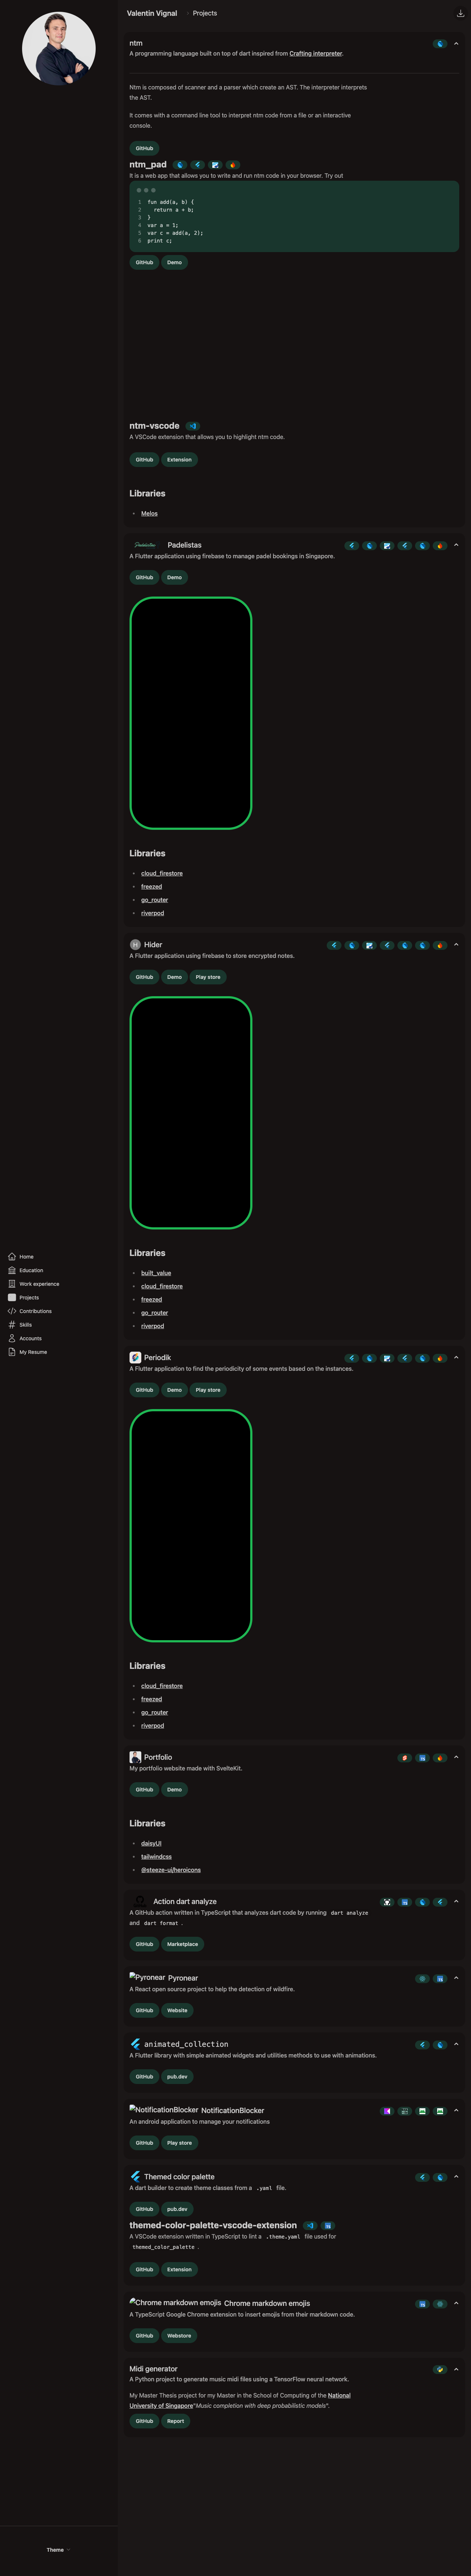 Valentin Vignal
Projects
ntm
A programming language built on top of dart inspired from Crafting interpreter.
Ntm is composed of scanner and a parser which create an AST. The interpreter interprets
the AST.
It comes with a command line tool to interpret ntm code from a file or an interactive
console.
GitHub
ntm_pad
It is a web app that allows you to write and run ntm code in your browser. Try out
1 fun add(a, b) {
2   return a + b;
3 }
4 var a = 1;
5 var c = add(a, 2);
6 print c;
GitHub Demo
ntm-vscode
A VSCode extension that allows you to highlight ntm code.
GitHub Extension
Libraries
Melos
Padelistas Padelistas
A Flutter application using firebase to manage padel bookings in Singapore.
GitHub Demo
Libraries
cloud_firestore
freezed
go_router
riverpod
H Hider
A Flutter application using firebase to store encrypted notes.
GitHub Demo Play store
Libraries
built_value
cloud_firestore
freezed
go_router
riverpod
Home
Education
Work experience
Projects
Contributions
Skills
Accounts
My Resume
Periodik
A Flutter application to find the periodicity of some events based on the instances.
GitHub Demo Play store
Libraries
cloud_firestore
freezed
go_router
riverpod
Portfolio
My portfolio website made with SvelteKit.
GitHub Demo
Libraries
daisyUI
tailwindcss
@steeze-ui/heroicons
Action dart analyze
A GitHub action written in TypeScript that analyzes dart code by running dart analyze
and dart format .
GitHub Marketplace
Pyronear Pyronear
A React open source project to help the detection of wildfire.
GitHub Website
animated_collection
A Flutter library with simple animated widgets and utilities methods to use with animations.
GitHub pub.dev
NotificationBlocker NotificationBlocker
An android application to manage your notifications
GitHub Play store
Themed color palette
A dart builder to create theme classes from a .yaml file.
GitHub pub.dev
themed-color-palette-vscode-extension
A VSCode extension written in TypeScript to lint a .theme.yaml file used for
themed_color_palette .
GitHub Extension
Chrome markdown emojis Chrome markdown emojis
A TypeScript Google Chrome extension to insert emojis from their markdown code.
GitHub Webstore
Midi generator
A Python project to generate music midi files using a TensorFlow neural network.
My Master Thesis project for my Master in the School of Computing of the National
University of Singapore"Music completion with deep probabilistic models".
GitHub Report
Theme